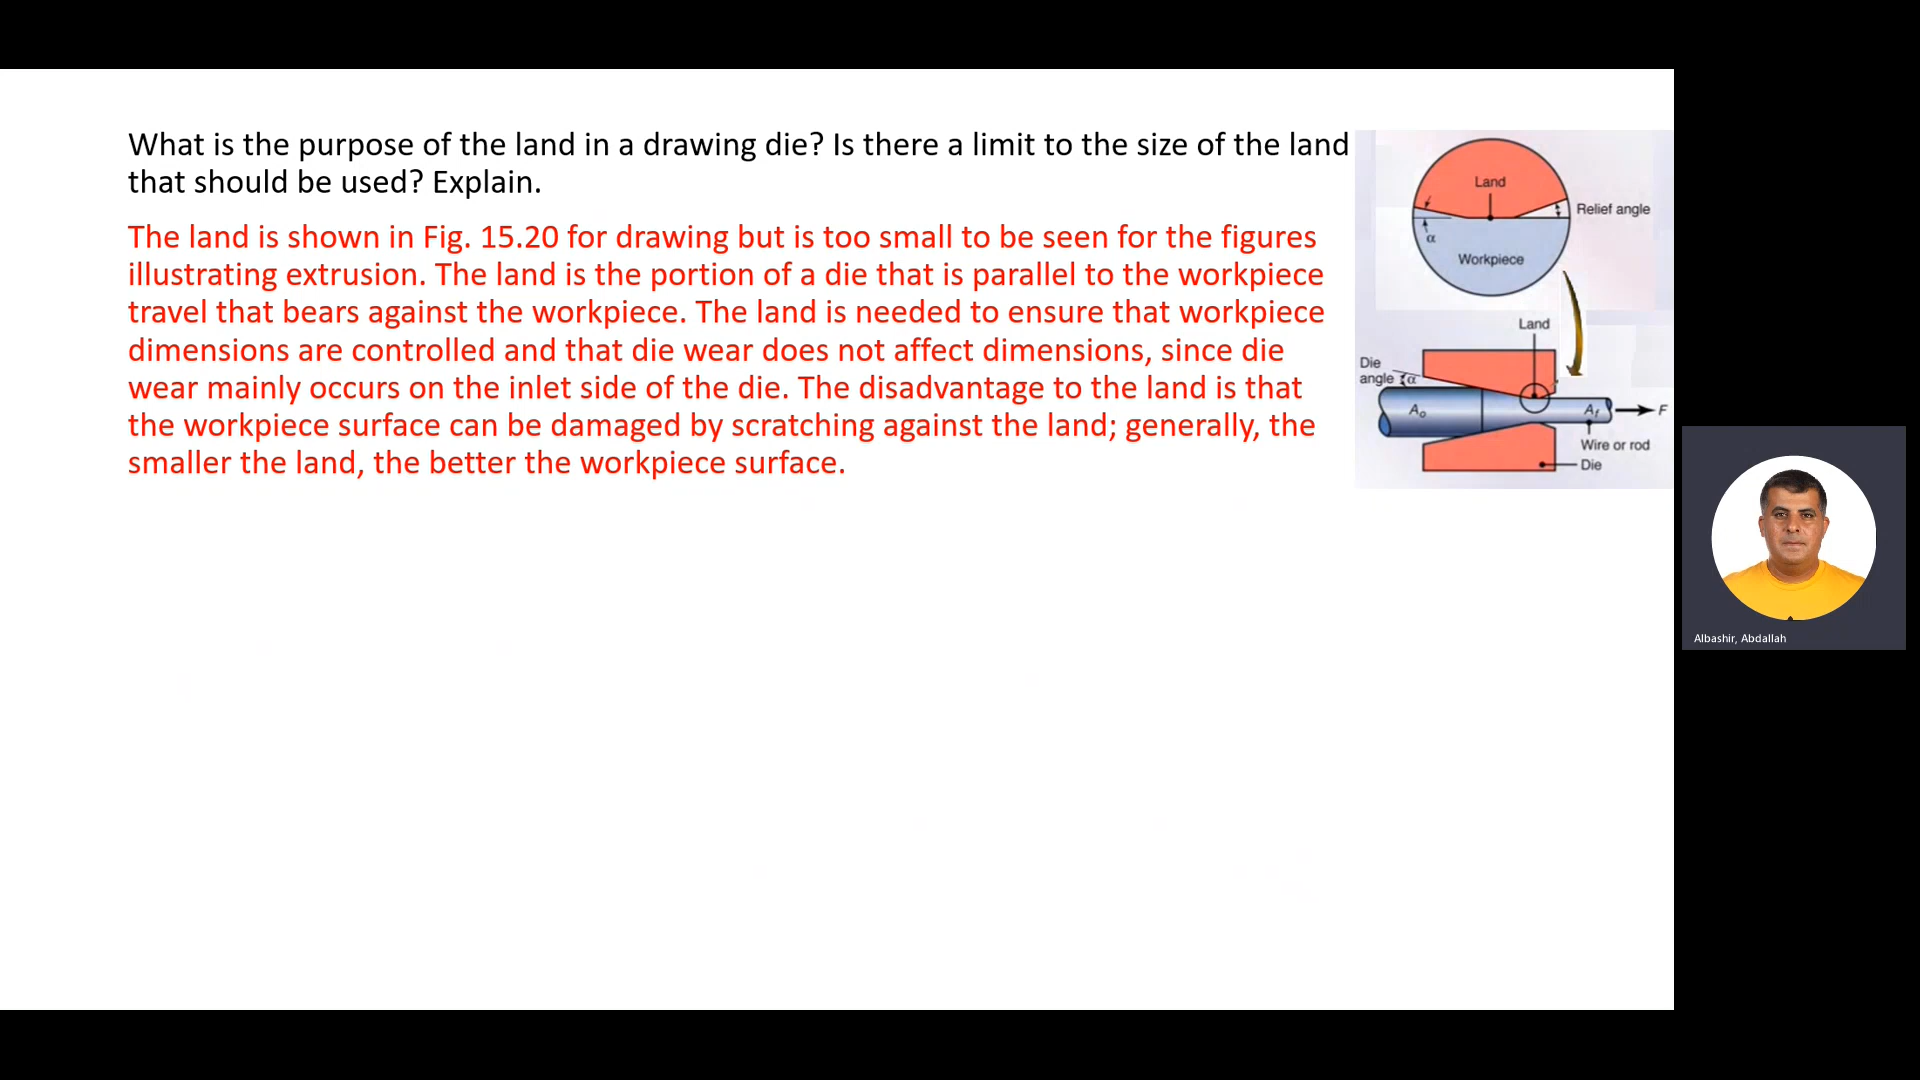 What is the purpose of the land in a drawing die? Is there a limit to the size of the land
that should be used? Explain.
The land is shown in Fig. 15.20 for drawing but is too small to be seen for the figures
illustrating extrusion. The land is the portion of a die that is parallel to the workpiece
travel that bears against the workpiece. The land is needed to ensure that workpiece
dimensions are controlled and that die wear does not affect dimensions, since die
wear mainly occurs on the inlet side of the die. The disadvantage to the land is that
the workpiece surface can be damaged by scratching against the land; generally, the
smaller the land, the better the workpiece surface.
Land
Relief angle
α
Workpiece
Land
Die
angle α
Ao
Af
F
Wire or rod
Die
Albashir, Abdallah